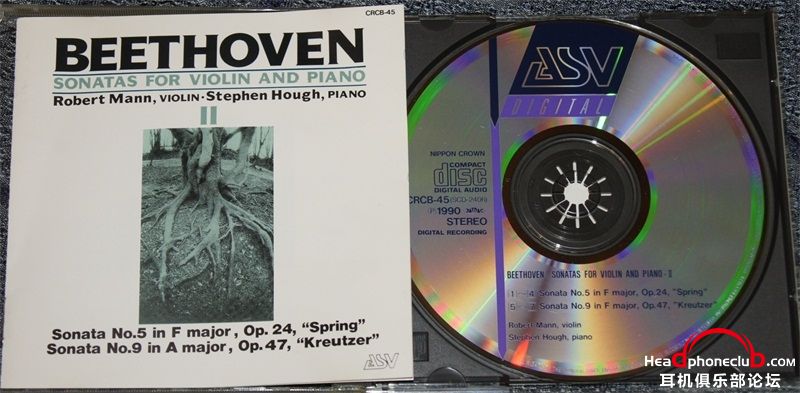 CRCB-45
BEETHOVEN
SONATAS FOR VIOLIN AND PIANO
Robert Mann, VIOLIN·Stephen Hough, PIANO
II
Sonata No.5 in F major, Op. 24, “Spring”
Sonata No.9 in A major, Op.47, “Kreutzer”
ASV
ASV
DIGITAL
NIPPON CROWN
COMPACT
disc
DIGITAL AUDIO
CRCB-45
℗ 1990
STEREO
DIGITAL RECORDING
BEETHOVEN SONATAS FOR VIOLIN AND PIANO-II
1-4 Sonata No.5 in F major, Op.24, "Spring"
5-7 Sonata No.9 in F major, Op.47, "Kreutzer"
Robert Mann, violin
Stephen Hough, piano
Headphoneclub.com
耳机俱乐部论坛